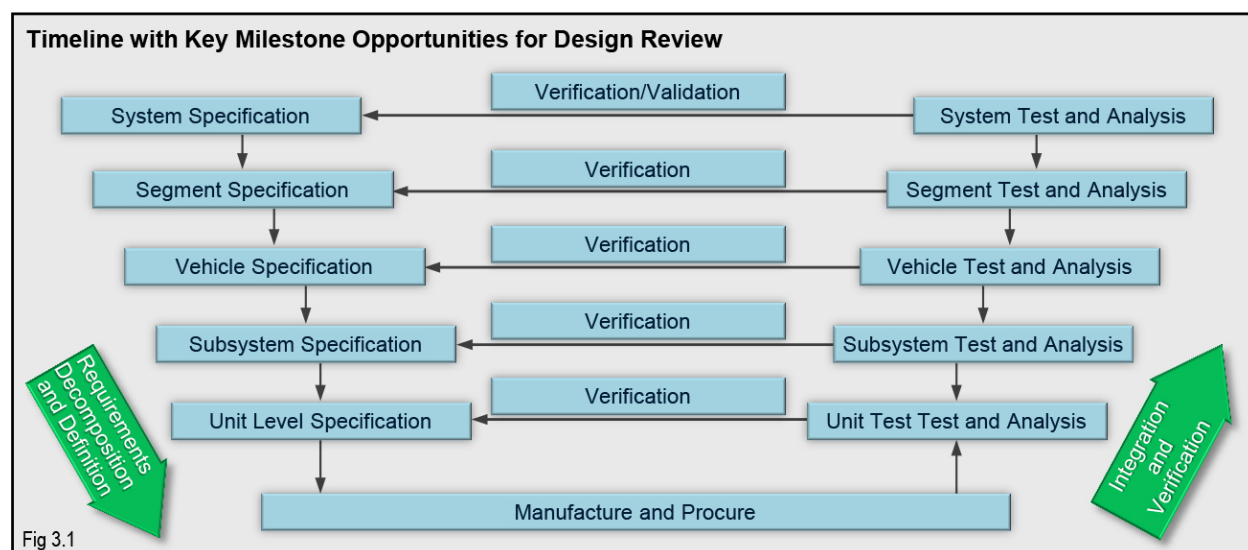 Timeline with Key Milestone Opportunities for Design Review
Verification/Validation
System Specification
System Test and Analysis
Verification
Segment Specification
Segment Test and Analysis
Verification
Vehicle Specification
Vehicle Test and Analysis
Verification
Subsystem Specification
Subsystem Test and Analysis
Verification
Unit Level Specification
Unit Test Test and Analysis
Requirements
Decomposition
and Definition
Integration
and
Verification
Manufacture and Procure
Fig 3.1